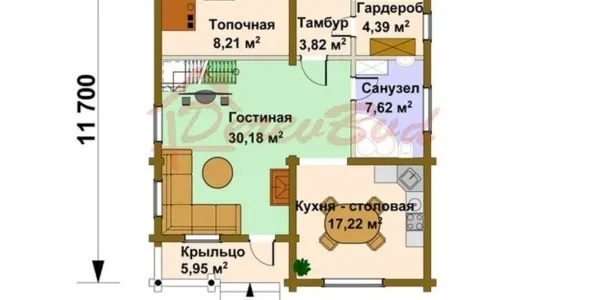 Топочная
8,21 м²
Тамбур
3,82 м²
Гардероб
4,39 м²
Санузел
7,62 м²
Гостиная
30,18 м²
11 700
Кухня - столовая
17,22 м²
Крыльцо
5,95 м²
DrevBud